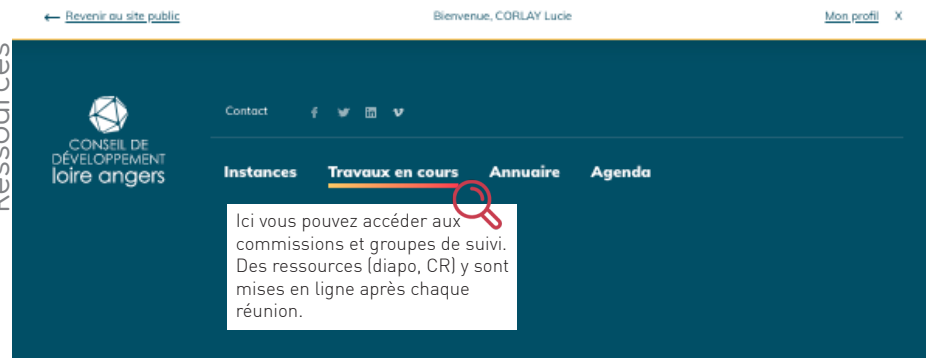 ← Revenir au site public
Bienvenue, CORLAY Lucie
Mon profil X
Ressources
Contact
CONSEIL DE
DÉVELOPPEMENT
loire angers
Instances Travaux en cours Annuaire Agenda
Ici vous pouvez accéder aux
commissions et groupes de suivi.
Des ressources (diapo, CR) y sont
mises en ligne après chaque
réunion.